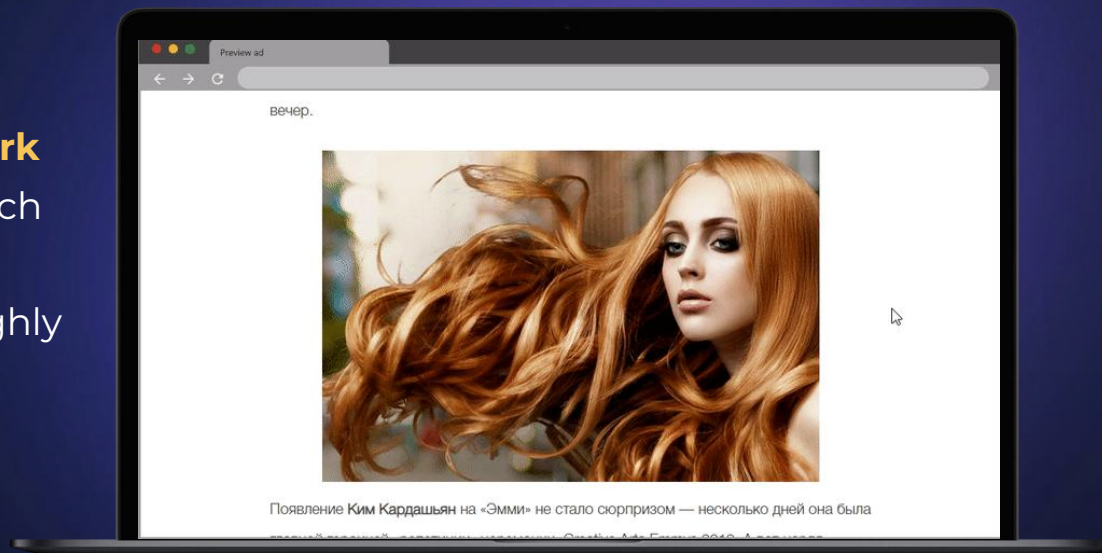 Preview ad
вечер.
rk
ch
ghly
Появление Ким Кардашьян на «Эмми» не стало сюрпризом — несколько дней она была